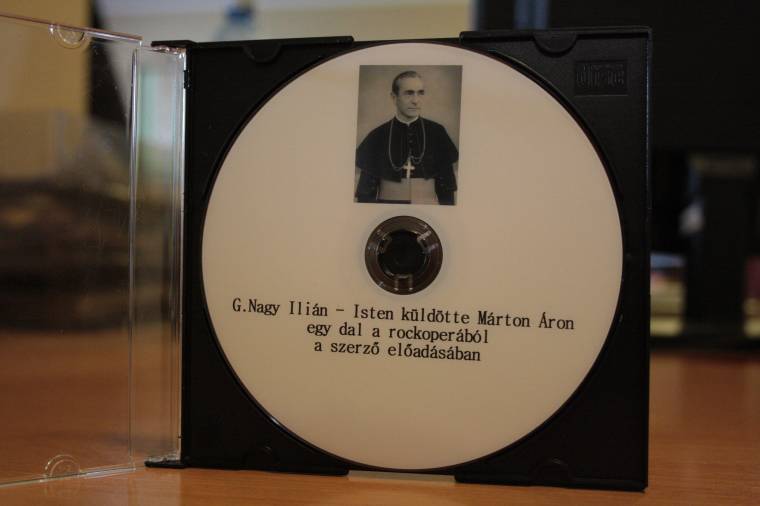 G.Nagy Ilián - Isten küldötte Márton Áron
egy dal a rockoperából
a szerző előadásában